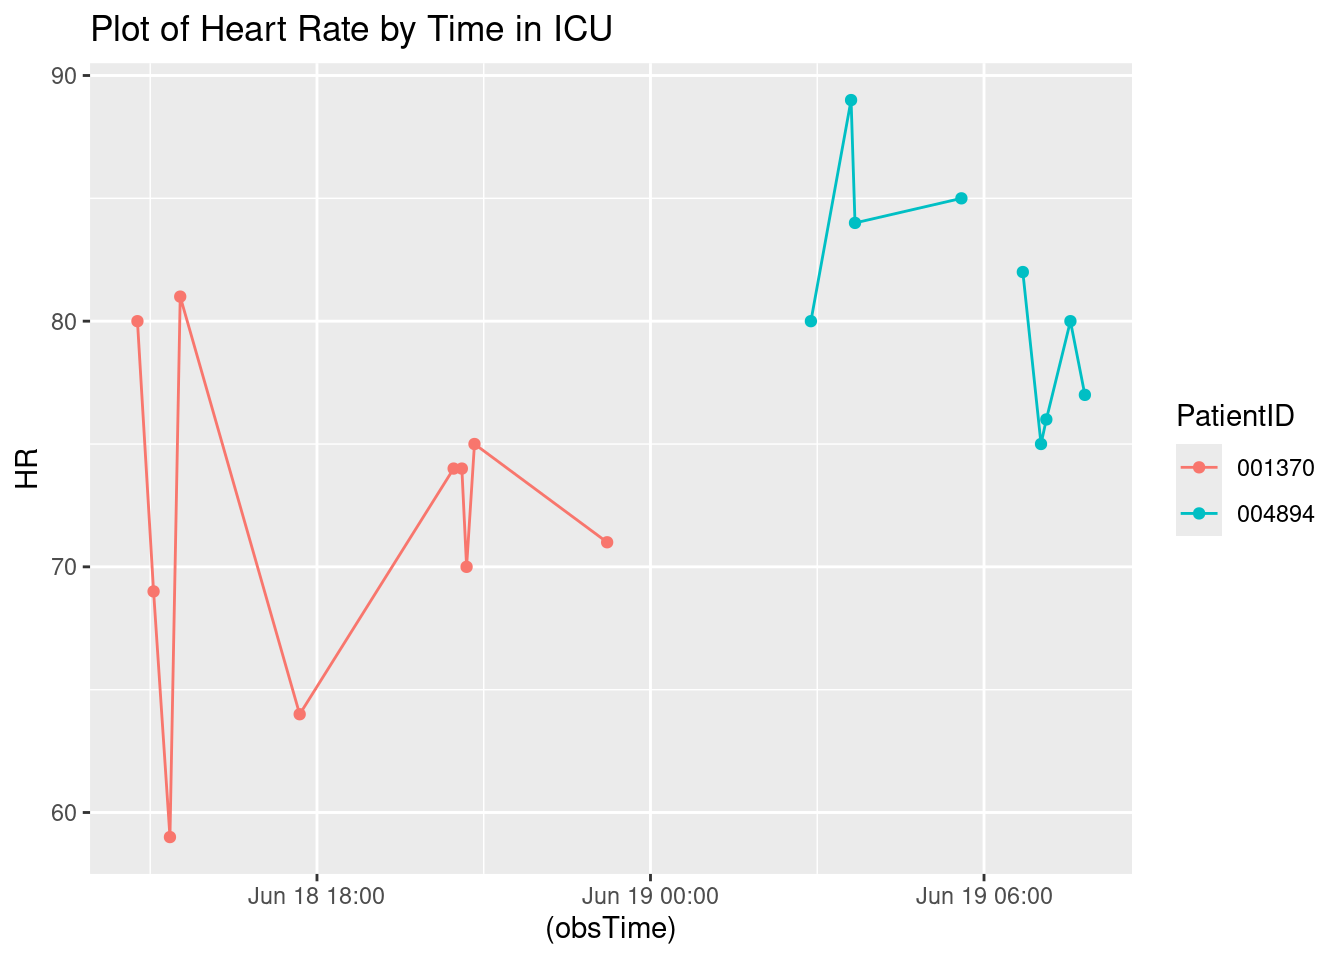 Plot of Heart Rate by Time in ICU
90
80
70
60
HR
Jun 18 18:00
Jun 19 00:00
Jun 19 06:00
(obsTime)
PatientID
001370
004894